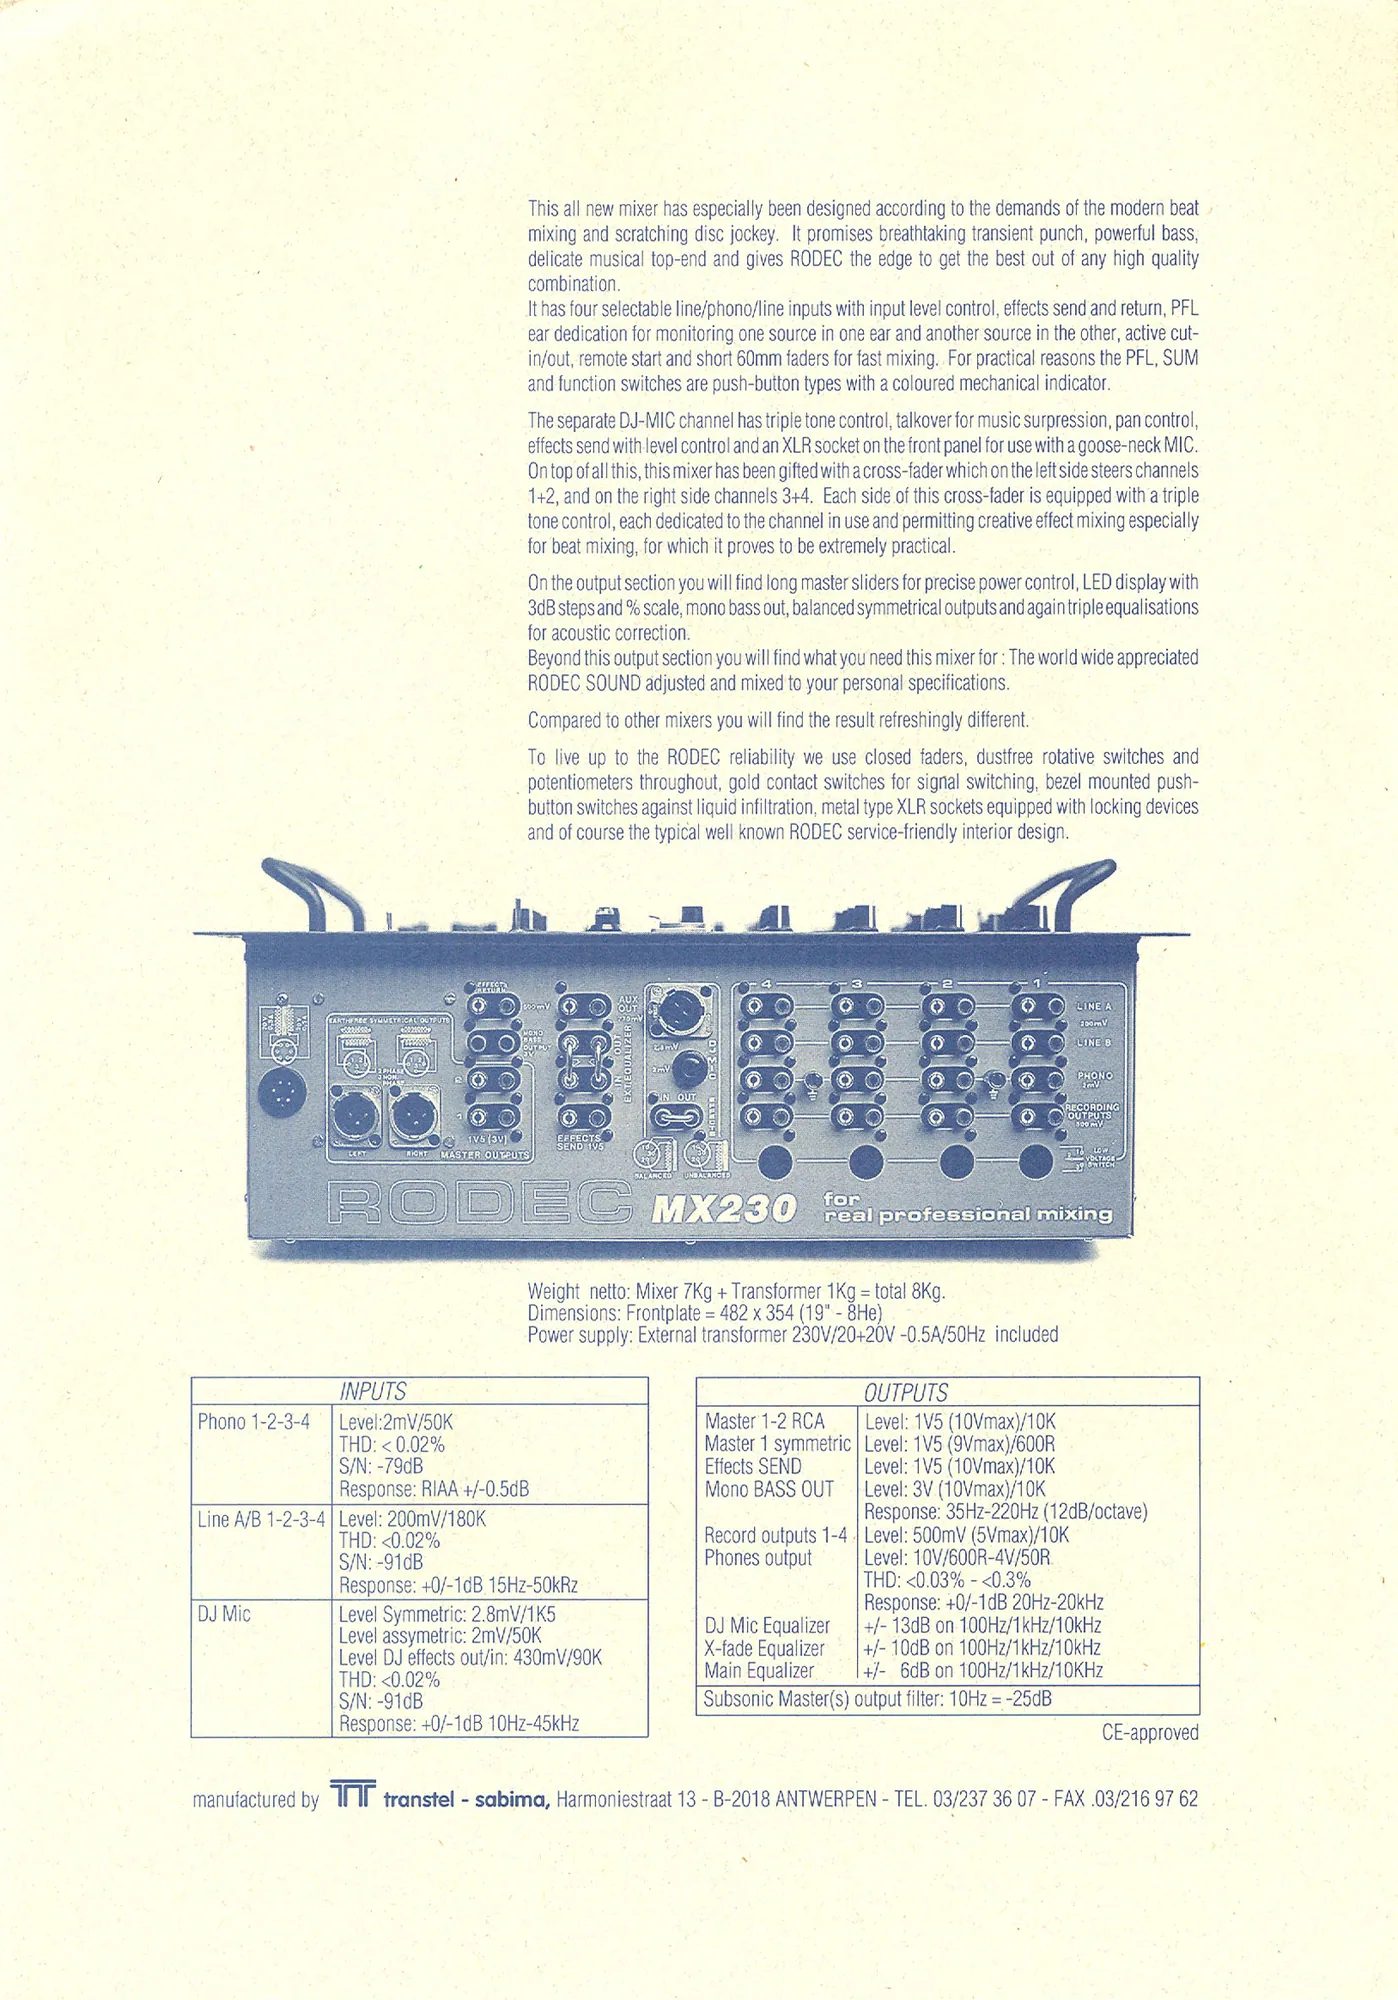 This all new mixer has especially been designed according to the demands of the modern beat
mixing and scratching disc jockey. It promises breathtaking transient punch, powerful bass,
delicate musical top-end and gives RODEC the edge to get the best out of any high quality
combination.
It has four selectable line/phono/line inputs with input level control, effects send and return, PFL
ear dedication for monitoring one source in one ear and another source in the other, active cut-
in/out, remote start and short 60mm faders for fast mixing. For practical reasons the PFL, SUM
and function switches are push-button types with a coloured mechanical indicator.
The separate DJ-MIC channel has triple tone control, talkover for music surpression, pan control,
effects send with level control and an XLR socket on the front panel for use with a goose-neck MIC.
On top of all this, this mixer has been gifted with a cross-fader which on the left side steers channels
1+2, and on the right side channels 3+4. Each side of this cross-fader is equipped with a triple
tone control, each dedicated to the channel in use and permitting creative effect mixing especially
for beat mixing, for which it proves to be extremely practical.
On the output section you will find long master sliders for precise power control, LED display with
3dB steps and % scale, mono bass out, balanced symmetrical outputs and again triple equalisations
for acoustic correction.
Beyond this output section you will find what you need this mixer for : The world wide appreciated
RODEC SOUND adjusted and mixed to your personal specifications.
Compared to other mixers you will find the result refreshingly different.
To live up to the RODEC reliability we use closed faders, dustfree rotative switches and
potentiometers throughout, gold contact switches for signal switching, bezel mounted push-
button switches against liquid infiltration, metal type XLR sockets equipped with locking devices
and of course the typical well known RODEC service-friendly interior design.
EFFECTS
RETURN
500mV
AUX
OUT
4
3
2
1
LINE A
200mV
LINE B
PHONO
2mV
RECORDING
OUTPUTS
500mV
LOW
VOLTAGE
SWITCH
EARTHFREE SYMMETRICAL OUTPUTS
MONO
BASS
OUTPUT
3V
EXT. EQUALIZER
IN OUT
DJ-MIC
2mV
IN OUT
2
1
1V5 (3V)
LEFT
RIGHT
MASTER OUTPUTS
EFFECTS
SEND 1V5
BALANCED
UNBALANCED
RODEC MX230 for
real professional mixing
Weight netto: Mixer 7Kg + Transformer 1Kg = total 8Kg.
Dimensions: Frontplate = 482 x 354 (19" - 8He)
Power supply: External transformer 230V/20+20V -0.5A/50Hz included
INPUTS
Phono 1-2-3-4 Level:2mV/50K
THD: < 0.02%
S/N: -79dB
Response: RIAA +/-0.5dB
Line A/B 1-2-3-4 Level: 200mV/180K
THD: <0.02%
S/N: -91dB
Response: +0/-1dB 15Hz-50kRz
DJ Mic Level Symmetric: 2.8mV/1K5
Level assymetric: 2mV/50K
Level DJ effects out/in: 430mV/90K
THD: <0.02%
S/N: -91dB
Response: +0/-1dB 10Hz-45kHz
OUTPUTS
Master 1-2 RCA Level: 1V5 (10Vmax)/10K
Master 1 symmetric Level: 1V5 (9Vmax)/600R
Effects SEND Level: 1V5 (10Vmax)/10K
Mono BASS OUT Level: 3V (10Vmax)/10K
Response: 35Hz-220Hz (12dB/octave)
Record outputs 1-4 Level: 500mV (5Vmax)/10K
Phones output Level: 10V/600R-4V/50R
THD: <0.03% - <0.3%
Response: +0/-1dB 20Hz-20kHz
DJ Mic Equalizer +/- 13dB on 100Hz/1kHz/10kHz
X-fade Equalizer +/- 10dB on 100Hz/1kHz/10kHz
Main Equalizer +/- 6dB on 100Hz/1kHz/10KHz
Subsonic Master(s) output filter: 10Hz = -25dB
CE-approved
manufactured by TT transtel - sabima, Harmoniestraat 13 - B-2018 ANTWERPEN - TEL. 03/237 36 07 - FAX .03/216 97 62